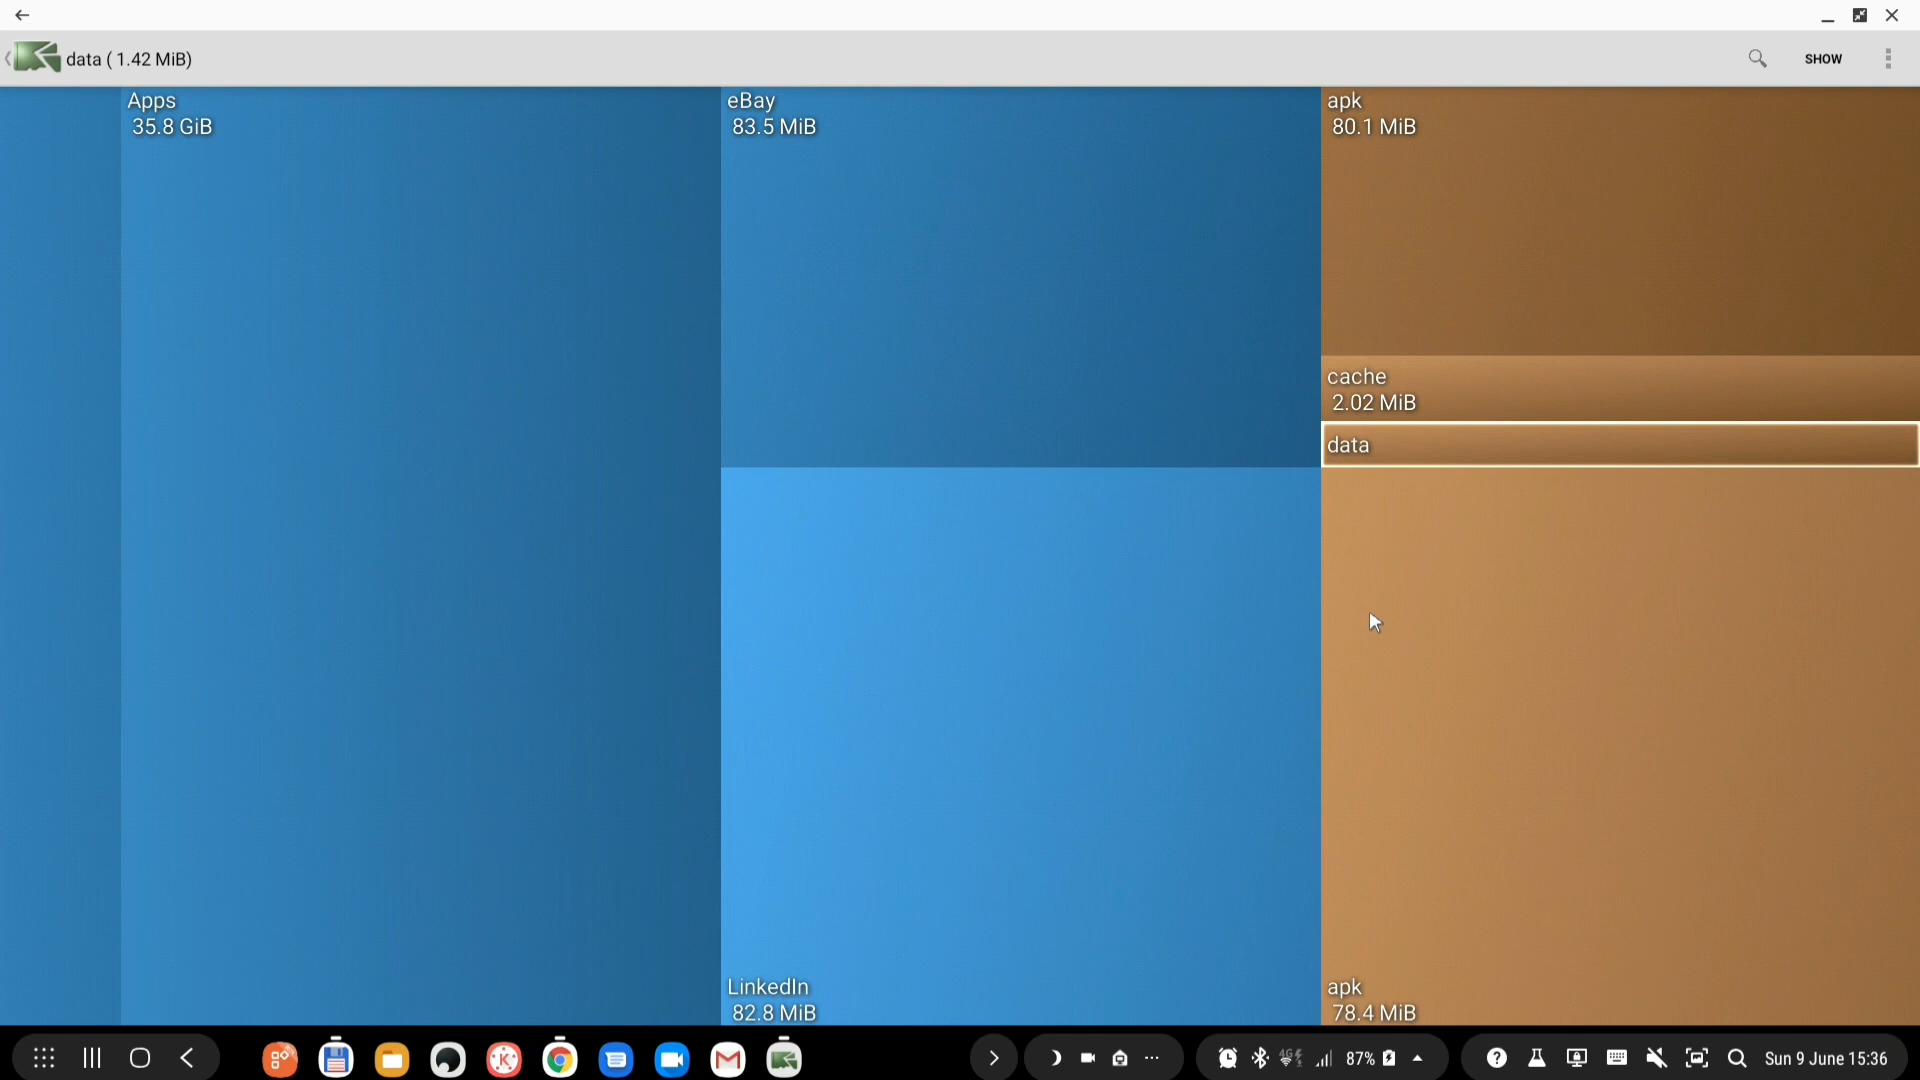 data ( 1.42 MiB)
SHOW
Apps
35.8 GiB
eBay
83.5 MiB
apk
80.1 MiB
cache
2.02 MiB
data
LinkedIn
82.8 MiB
apk
78.4 MiB
4G
87%
Sun 9 June 15:36